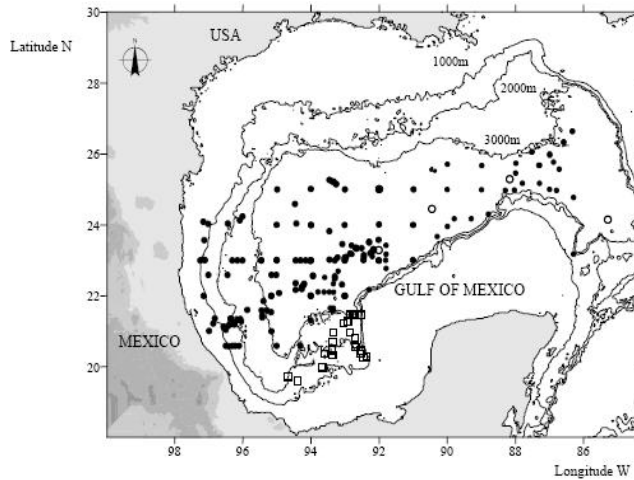 30
Latitude N
USA
1000m
28
2000m
3000m
26
24
22
GULF OF MEXICO
MEXICO
20
98
96
94
92
90
88
86
Longitude W